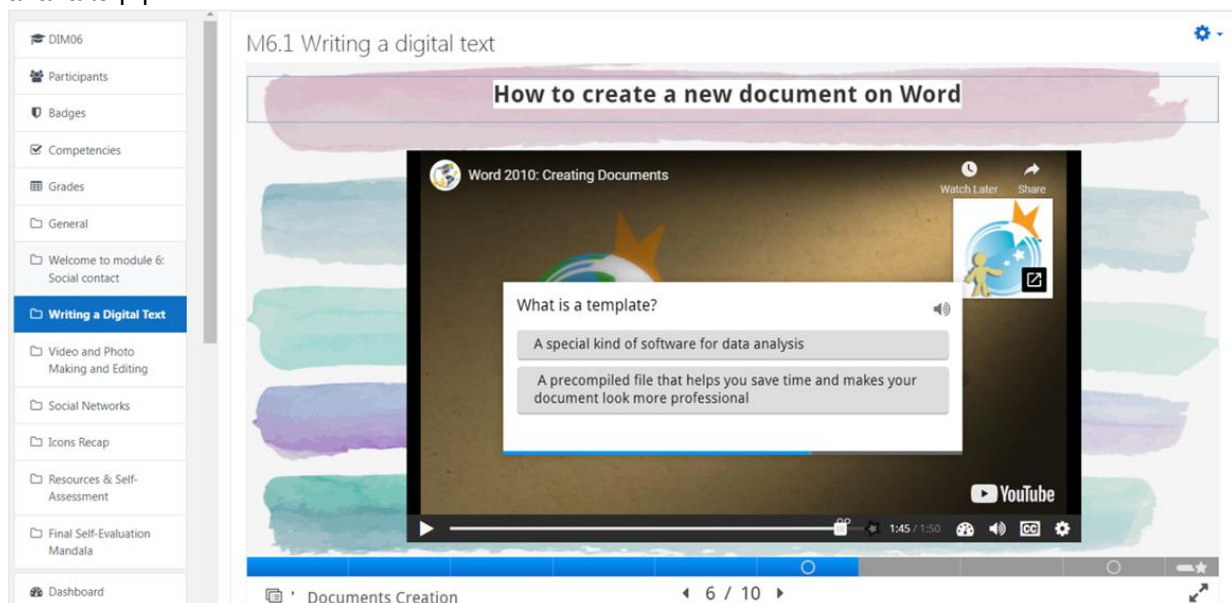 DIM06
Participants
Badges
Competencies
Grades
General
Welcome to module 6:
Social contact
Writing a Digital Text
Video and Photo
Making and Editing
Social Networks
Icons Recap
Resources & Self-
Assessment
Final Self-Evaluation
Mandala
Dashboard
M6.1 Writing a digital text
How to create a new document on Word
Word 2010: Creating Documents
Watch Later
Share
What is a template?
A special kind of software for data analysis
A precompiled file that helps you save time and makes your
document look more professional
YouTube
1:45 / 1:50
CC
Documents Creation
6 / 10